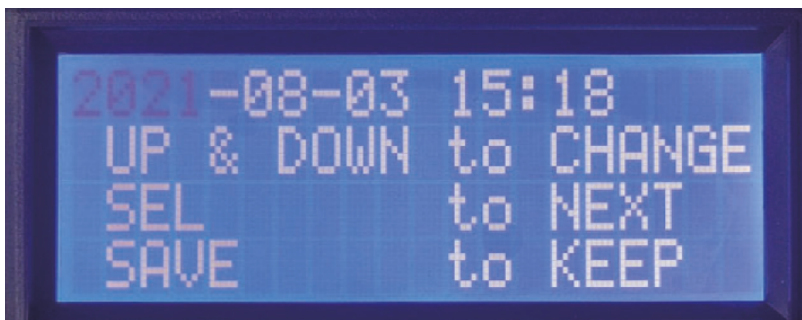 2021-08-03 15:18
UP & DOWN to CHANGE
SEL to NEXT
SAVE to KEEP